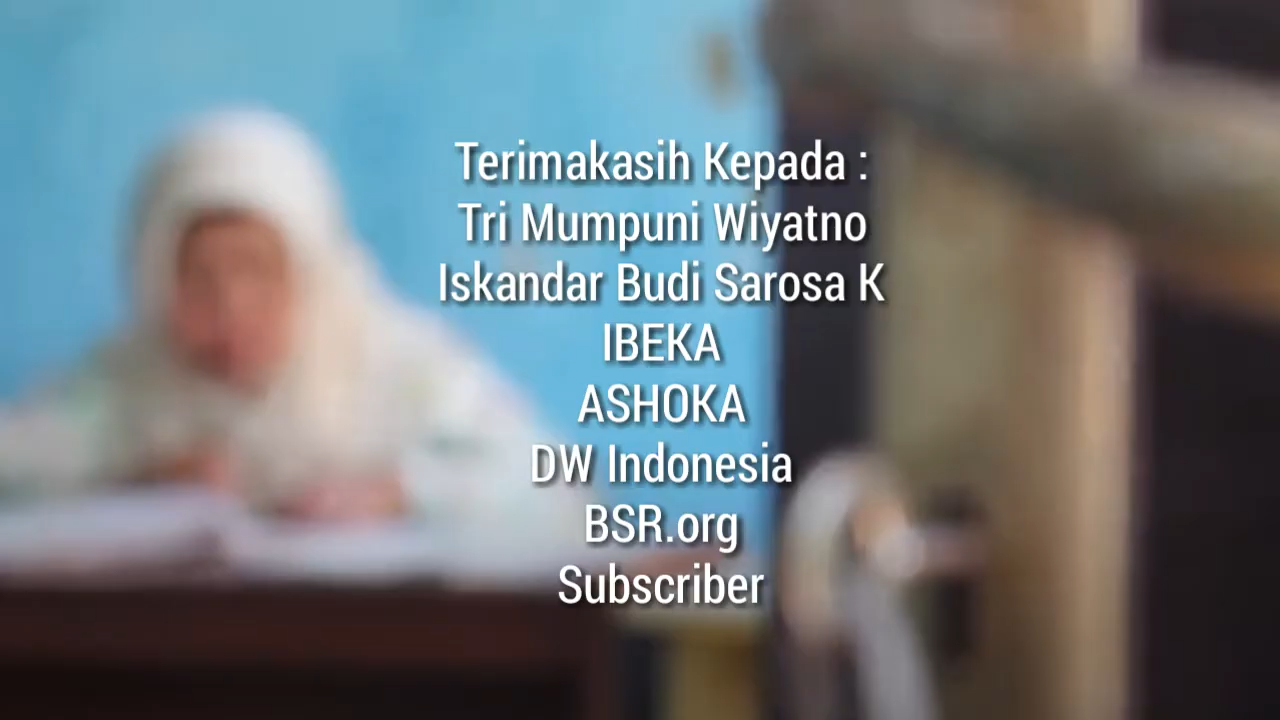 Terimakasih Kepada :
Tri Mumpuni Wiyatno
Iskandar Budi Sarosa K
IBEKA
ASHOKA
DW Indonesia
BSR.org
Subscriber